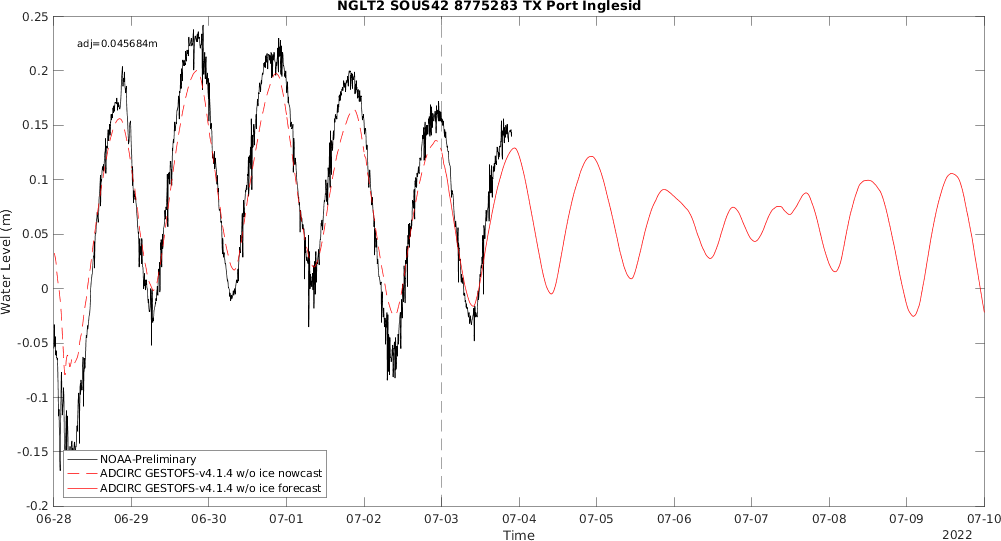 NGLT2 SOUS42 8775283 TX Port Inglesid
adj=0.045684m
0.25
0.2
0.15
0.1
0.05
0
-0.05
-0.1
-0.15
-0.2
Water Level (m)
NOAA-Preliminary
ADCIRC GESTOFS-v4.1.4 w/o ice nowcast
ADCIRC GESTOFS-v4.1.4 w/o ice forecast
06-28 06-29 06-30 07-01 07-02 07-03 07-04 07-05 07-06 07-07 07-08 07-09 07-10
Time
2022